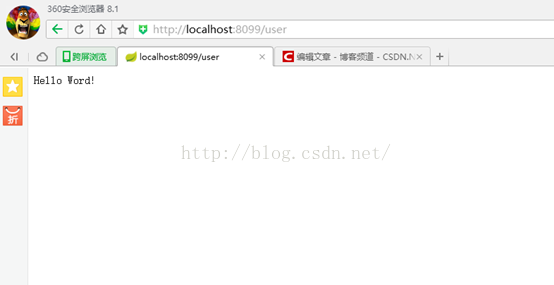 360安全浏览器 8.1
http://localhost:8099/user
跨屏浏览
localhost:8099/user
编辑文章 - 博客频道 - CSDN.N
Hello Word!
折
http://blog.csdn.net/